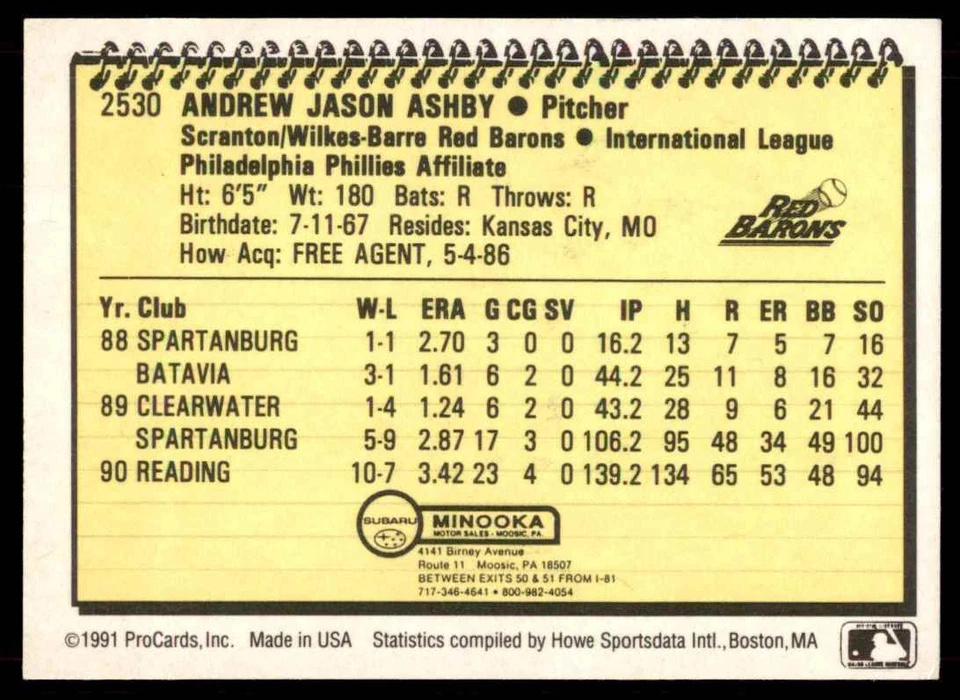 2530 ANDREW JASON ASHBY ● Pitcher
Scranton/Wilkes-Barre Red Barons ● International League
Philadelphia Phillies Affiliate
Ht: 6'5" Wt: 180 Bats: R Throws: R
Birthdate: 7-11-67 Resides: Kansas City, MO
How Acq: FREE AGENT, 5-4-86
RED
BARONS
Yr. Club W-L ERA G CG SV IP H R ER BB SO
88 SPARTANBURG 1-1 2.70 3 0 0 16.2 13 7 5 7 16
BATAVIA 3-1 1.61 6 2 0 44.2 25 11 8 16 32
89 CLEARWATER 1-4 1.24 6 2 0 43.2 28 9 6 21 44
SPARTANBURG 5-9 2.87 17 3 0 106.2 95 48 34 49 100
90 READING 10-7 3.42 23 4 0 139.2 134 65 53 48 94
SUBARU
MINOOKA
MOTOR SALES - MOOSIC, PA.
4141 Birney Avenue
Route 11 Moosic, PA 18507
BETWEEN EXITS 50 & 51 FROM I-81
717-346-4641 • 800-982-4054
©1991 ProCards, Inc. Made in USA Statistics compiled by Howe Sportsdata Intl., Boston, MA